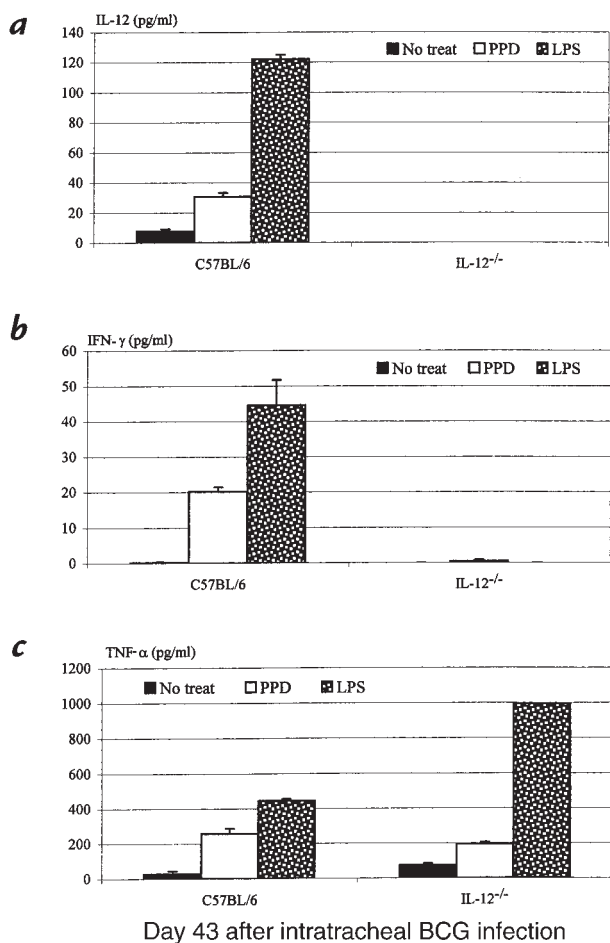 a
IL-12 (pg/ml)
140
120
100
80
60
40
20
0
No treat PPD LPS
C57BL/6 IL-12-/-
b
IFN-γ (pg/ml)
60
50
40
30
20
10
0
No treat PPD LPS
C57BL/6 IL-12-/-
c
TNF-α (pg/ml)
1200
1000
800
600
400
200
0
No treat PPD LPS
C57BL/6 IL-12-/-
Day 43 after intratracheal BCG infection